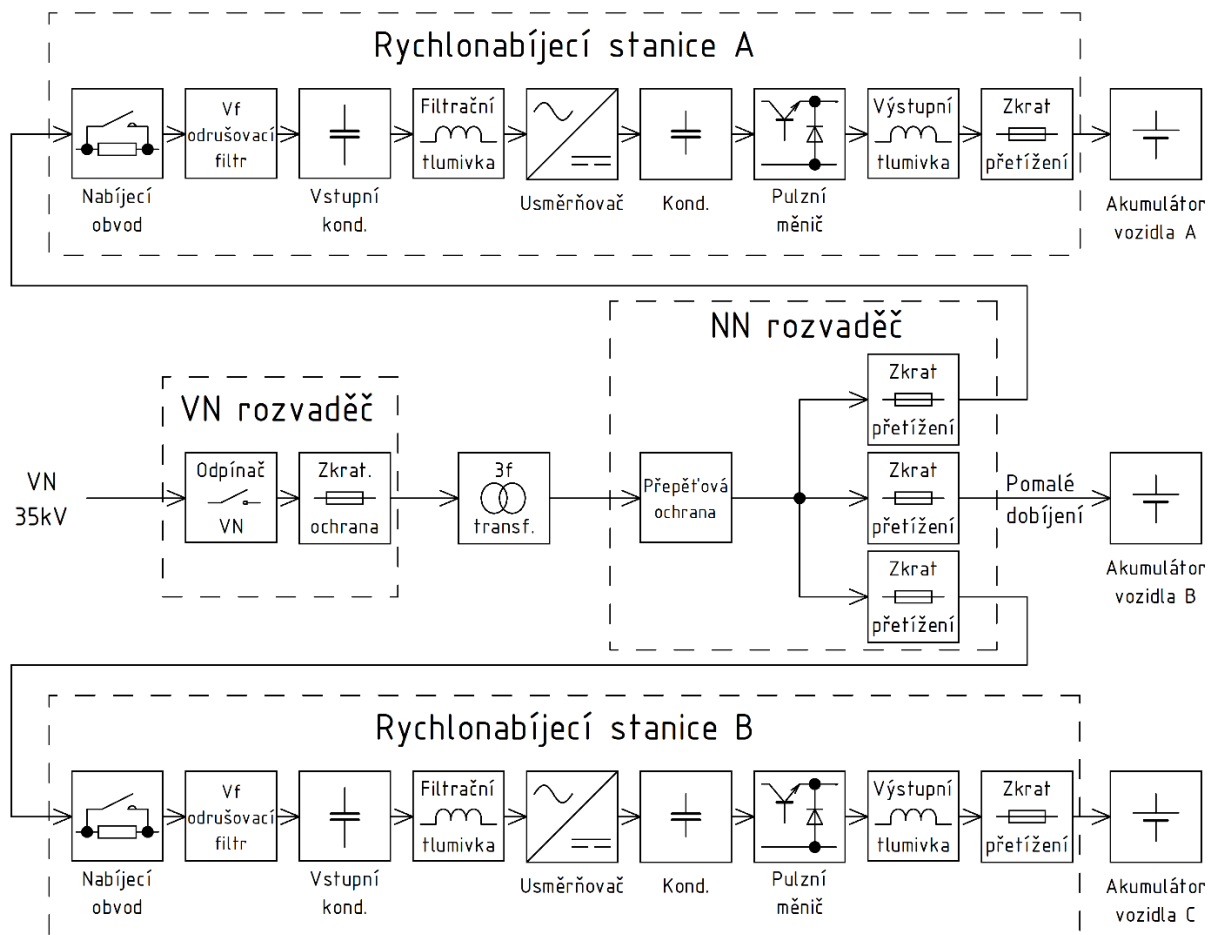 Rychlonabíjecí stanice A
Nabíjecí
obvod
Vf
odrušovací
filtr
Vstupní
kond.
Filtrační
tlumivka
Usměrňovač
Kond.
Pulzní
měnič
Výstupní
tlumivka
Zkrat
přetížení
Akumulátor
vozidla A
VN
35kV
VN rozvaděč
Odpínač
VN
Zkrat.
ochrana
3f
transf.
NN rozvaděč
Přepěťová
ochrana
Zkrat
přetížení
Zkrat
přetížení
Zkrat
přetížení
Pomalé
dobíjení
Akumulátor
vozidla B
Rychlonabíjecí stanice B
Nabíjecí
obvod
Vf
odrušovací
filtr
Vstupní
kond.
Filtrační
tlumivka
Usměrňovač
Kond.
Pulzní
měnič
Výstupní
tlumivka
Zkrat
přetížení
Akumulátor
vozidla C